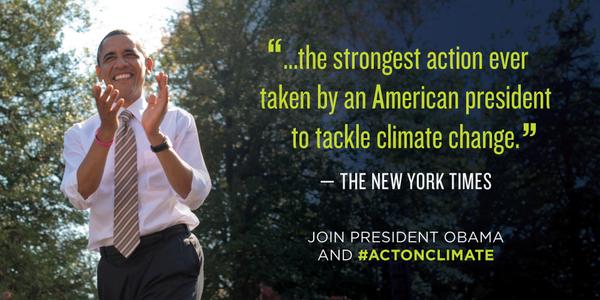 “...the strongest action ever
taken by an American president
to tackle climate change.”
— THE NEW YORK TIMES
JOIN PRESIDENT OBAMA
AND #ACTONCLIMATE